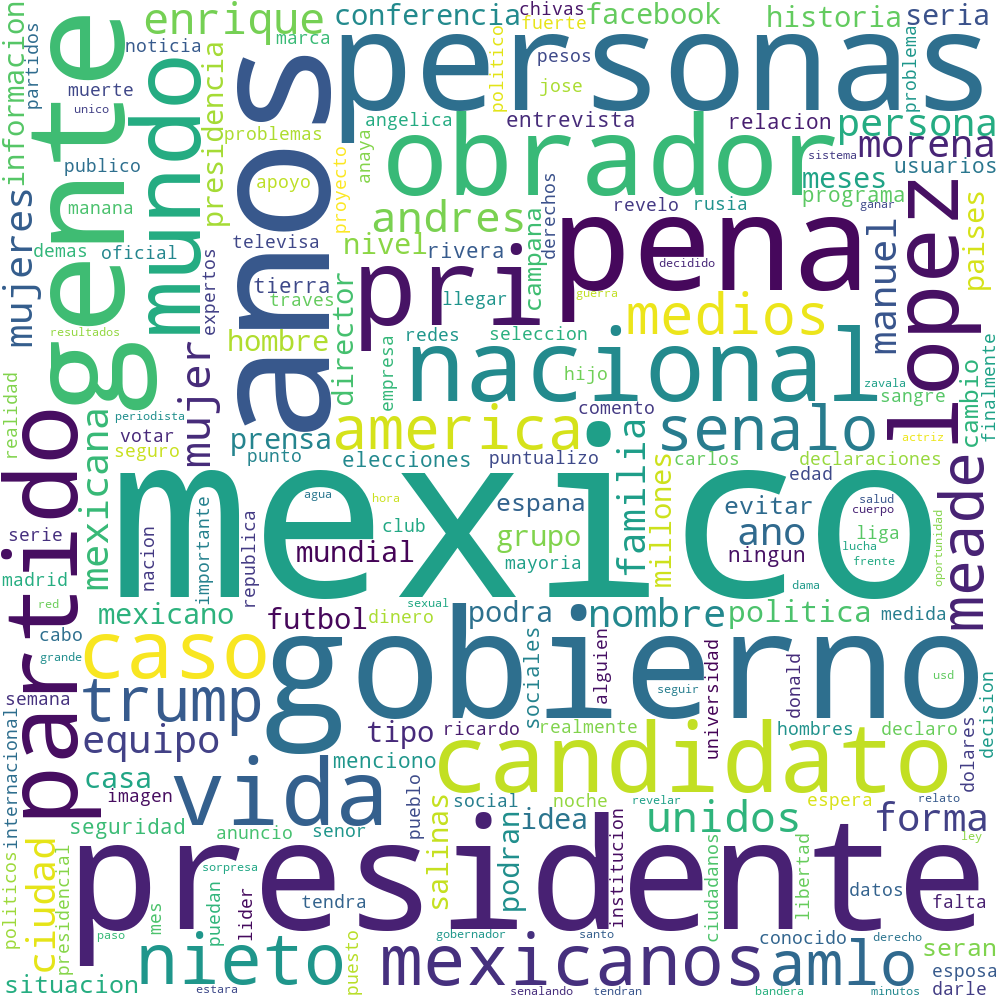 mexico
presidente
gobierno
personas
anos
gente
mundo
partido
pena
pri
nacional
obrador
lopez
candidato
vida
nieto
mexicanos
amlo
caso
trump
meade
senalo
america
medios
andres
enrique
morena
persona
manuel
familia
mujer
mujeres
equipo
ciudad
unidos
forma
nombre
politica
ano
salinas
mexicano
mexicana
mundial
futbol
grupo
millones
conferencia
facebook
historia
seria
chivas
fuerte
marca
noticia
informacion
partidos
muerte
unico
publico
manana
demas
oficial
expertos
resultados
realidad
periodista
presidencia
problemas
apoyo
televisa
tierra
traves
hombre
director
anaya
angelica
proyecto
politico
pesos
jose
entrevista
relacion
problema
sistema
usuarios
meses
programa
ganar
derechos
revelo
rusia
nivel
rivera
campana
llegar
decidido
guerra
redes
seleccion
empresa
hijo
paises
zavala
sangre
cambio
finalmente
actriz
comento
prensa
punto
votar
seguro
elecciones
puntualizo
carlos
declaraciones
edad
espana
agua
hora
club
mayoria
evitar
ningun
salud
cuerpo
liga
lucha
frente
dama
oportunidad
serie
madrid
red
nacion
importante
republica
cabo
grande
semana
internacional
dinero
sexual
podra
medida
sociales
alguien
universidad
donald
seguir
usd
tipo
ricardo
realmente
hombres
declaro
decision
dolares
menciono
casa
imagen
pueblo
social
noche
revelar
espera
relato
ley
idea
seguridad
anuncio
senor
podran
institucion
ciudadanos
libertad
datos
falta
politicos
presidencial
situacion
paso
mes
puedan
sorpresa
lider
tendra
estara
puesto
gobernador
santo
senalando
tendran
conocido
derecho
seran
esposa
darle
bandera
minutos